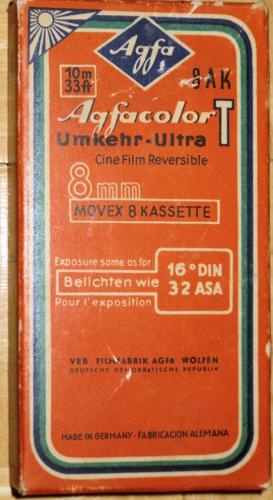 Agfa
10m
33ft
8AK
Agfacolor T
Umkehr-Ultra
Cine Film Reversible
8mm
MOVEX 8 KASSETTE
Exposure same as for
Belichten wie
Pour l'exposition
16° DIN
32 ASA
VEB FILMFABRIK AGFA WOLFEN
DEUTSCHE DEMOKRATISCHE REPUBLIK
MADE IN GERMANY - FABRICACION ALEMANA